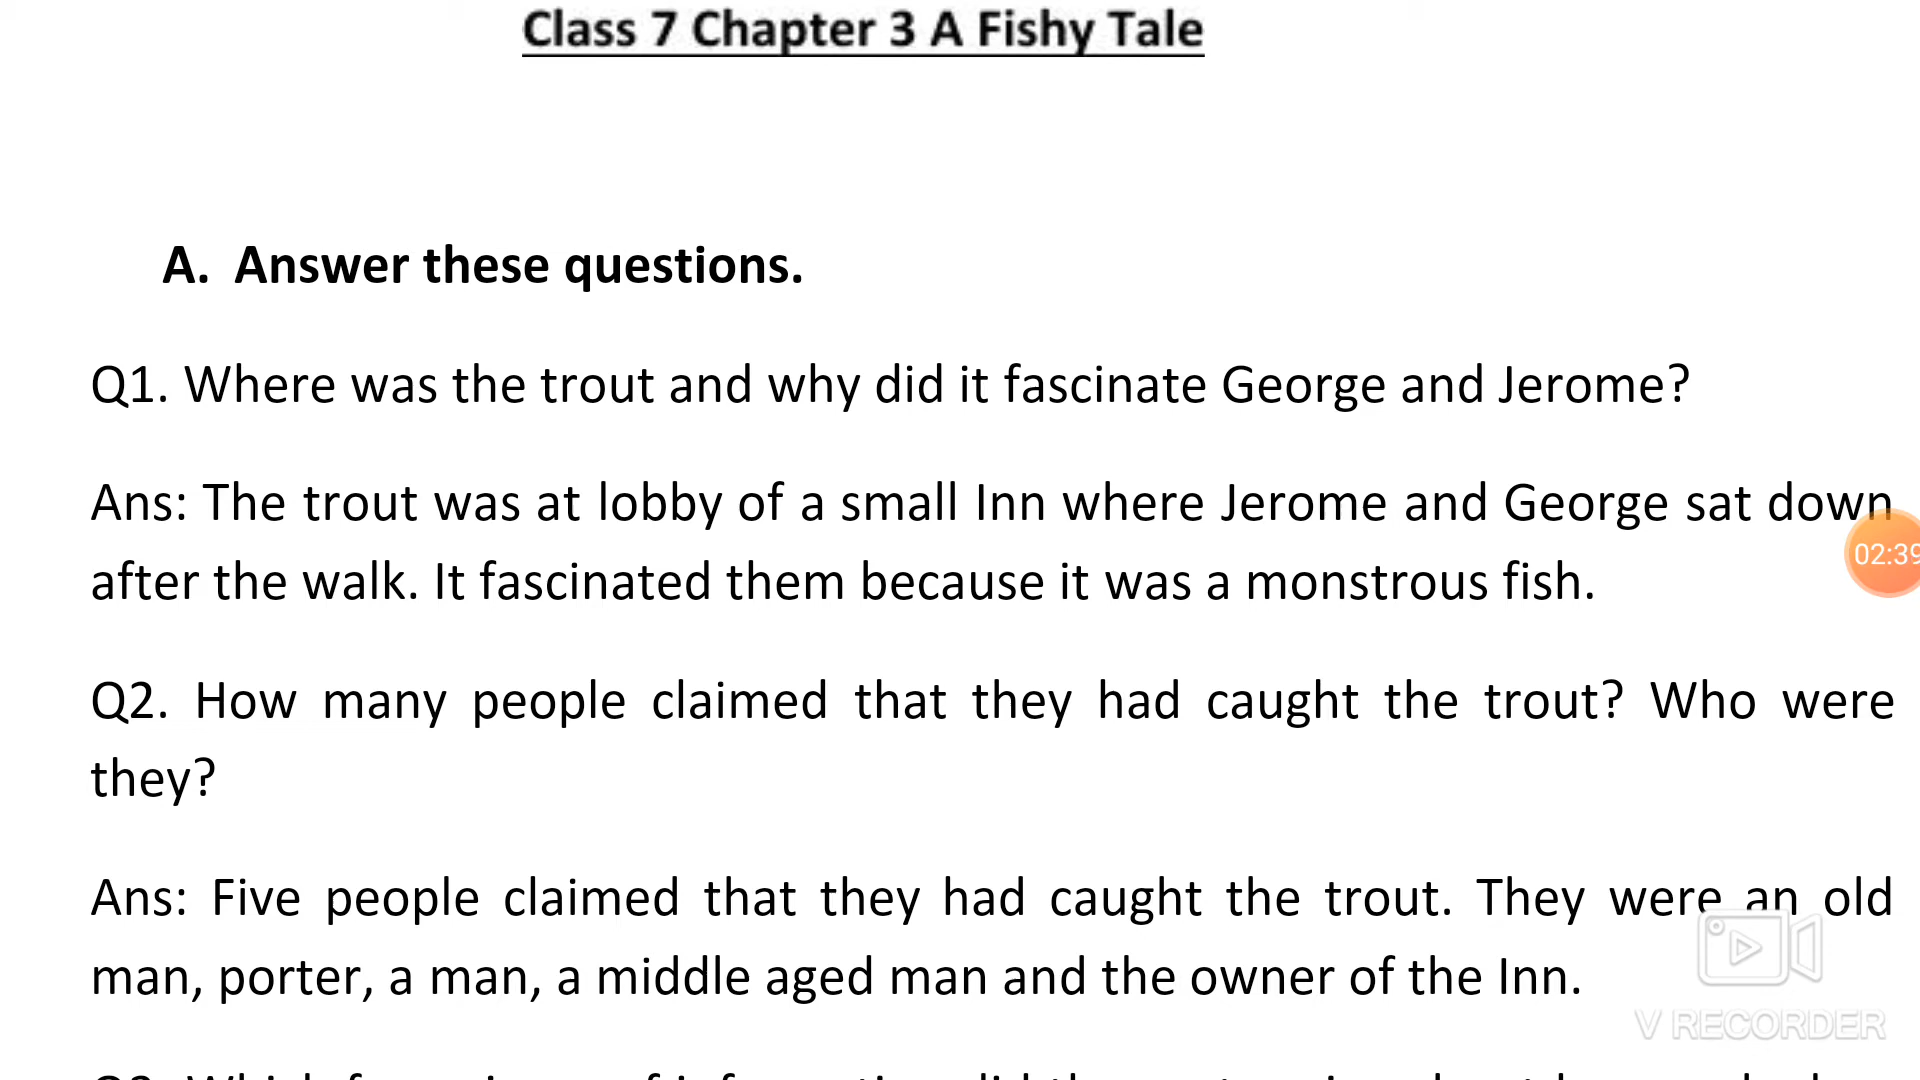 Class 7 Chapter 3 A Fishy Tale
A. Answer these questions.
Q1. Where was the trout and why did it fascinate George and Jerome?
Ans: The trout was at lobby of a small Inn where Jerome and George sat down
02:39
after the walk. It fascinated them because it was a monstrous fish.
Q2. How many people claimed that they had caught the trout? Who were
they?
Ans: Five people claimed that they had caught the trout. They were an old
man, porter, a man, a middle aged man and the owner of the Inn.
V RECORDER